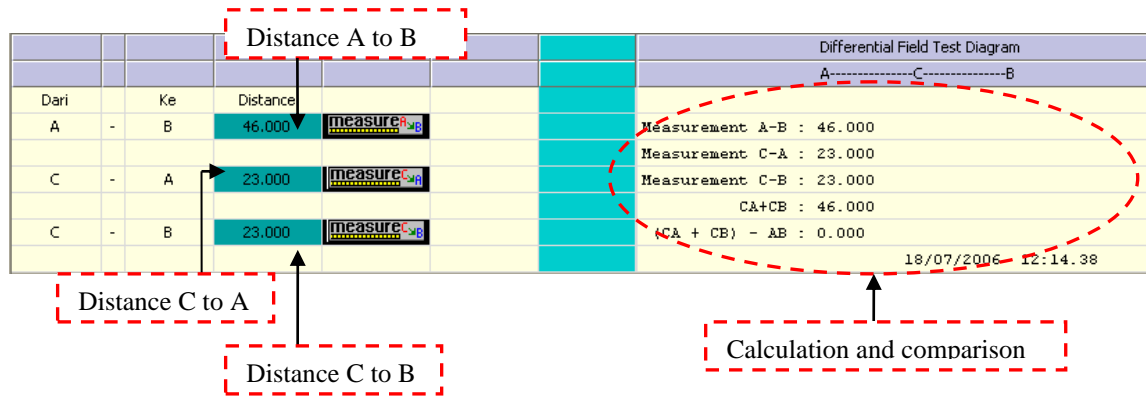 Distance A to B
Differential Field Test Diagram
A--------------C--------------B
Dari Ke Distance
A - B 46.000 measure A B Measurement A-B : 46.000
Measurement C-A : 23.000
C - A 23.000 measure C A Measurement C-B : 23.000
CA+CB : 46.000
C - B 23.000 measure C B (CA + CB) - AB : 0.000
18/07/2006 12:14.38
Distance C to A
Distance C to B
Calculation and comparison